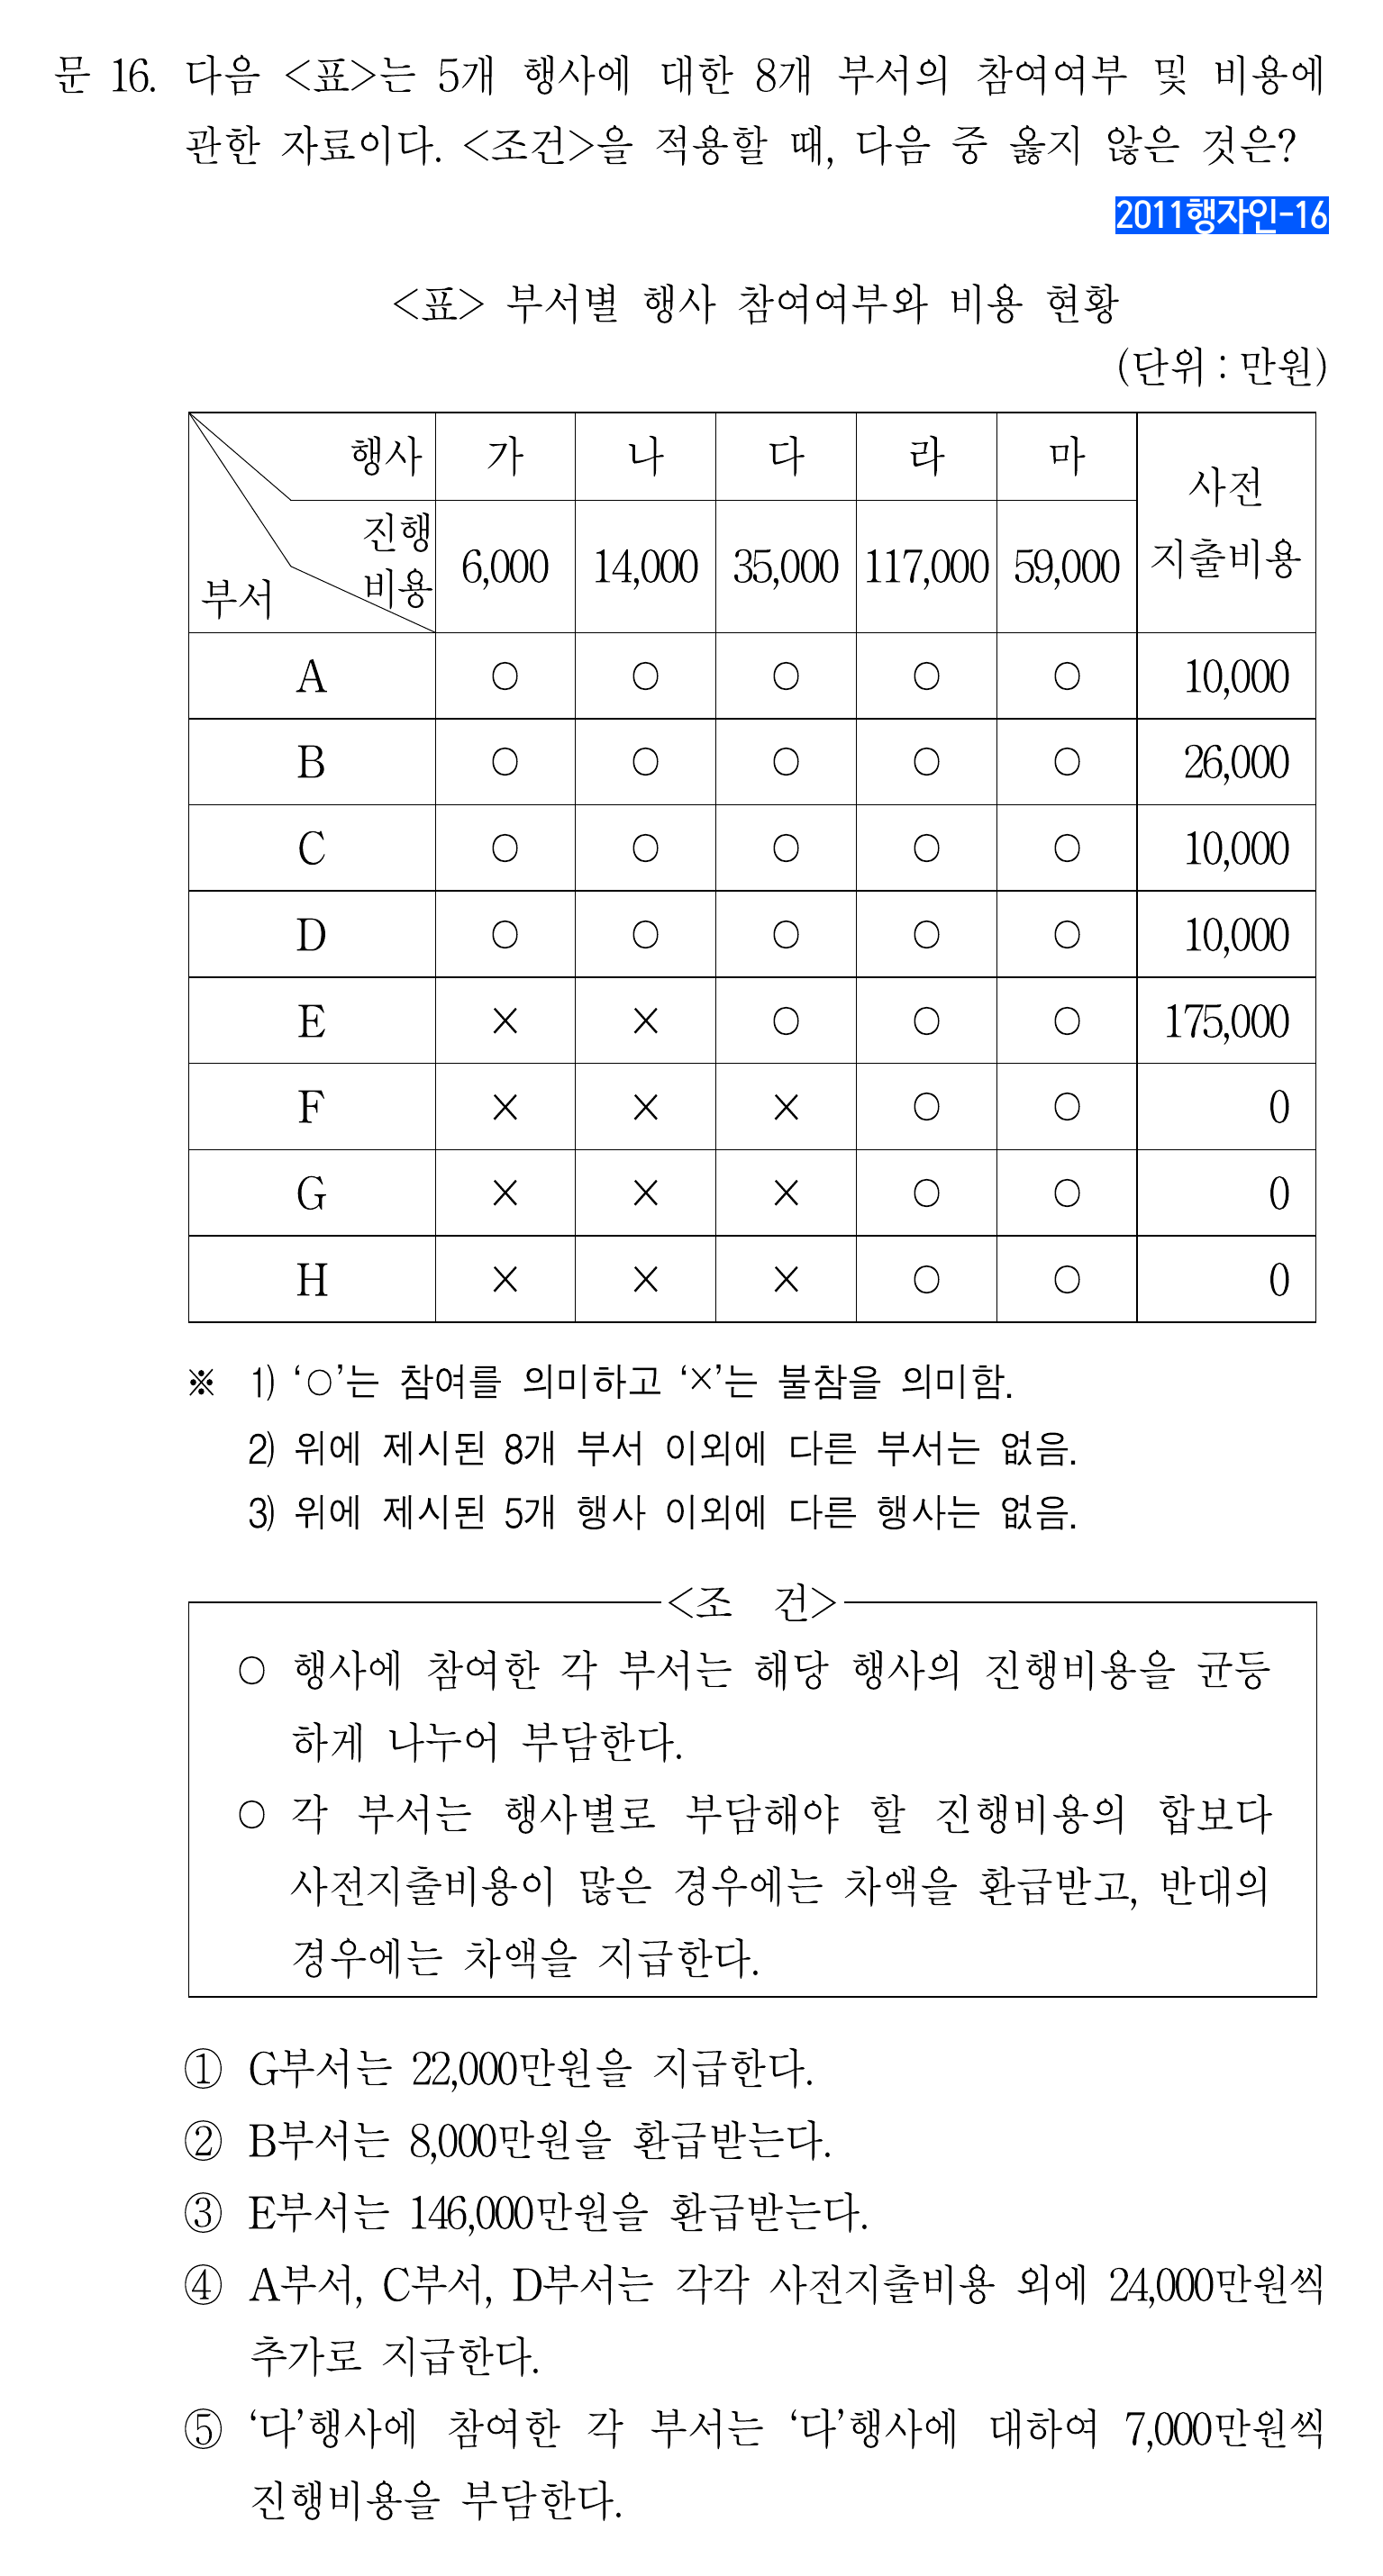 문 16. 다음 <표>는 5개 행사에 대한 8개 부서의 참여여부 및 비용에
관한 자료이다. <조건>을 적용할 때, 다음 중 옳지 않은 것은?
2011행자인-16
<표> 부서별 행사 참여여부와 비용 현황
(단위 : 만원)
행사 가 나 다 라 마 사전 지출비용
부서 진행 비용 6,000 14,000 35,000 117,000 59,000
A ○ ○ ○ ○ ○ 10,000
B ○ ○ ○ ○ ○ 26,000
C ○ ○ ○ ○ ○ 10,000
D ○ ○ ○ ○ ○ 10,000
E × × ○ ○ ○ 175,000
F × × × ○ ○ 0
G × × × ○ ○ 0
H × × × ○ ○ 0
※ 1) ‘○’는 참여를 의미하고 ‘×’는 불참을 의미함.
2) 위에 제시된 8개 부서 이외에 다른 부서는 없음.
3) 위에 제시된 5개 행사 이외에 다른 행사는 없음.
<조 건>
○ 행사에 참여한 각 부서는 해당 행사의 진행비용을 균등
하게 나누어 부담한다.
○ 각 부서는 행사별로 부담해야 할 진행비용의 합보다
사전지출비용이 많은 경우에는 차액을 환급받고, 반대의
경우에는 차액을 지급한다.
① G부서는 22,000만원을 지급한다.
② B부서는 8,000만원을 환급받는다.
③ E부서는 146,000만원을 환급받는다.
④ A부서, C부서, D부서는 각각 사전지출비용 외에 24,000만원씩
추가로 지급한다.
⑤ ‘다’행사에 참여한 각 부서는 ‘다’행사에 대하여 7,000만원씩
진행비용을 부담한다.